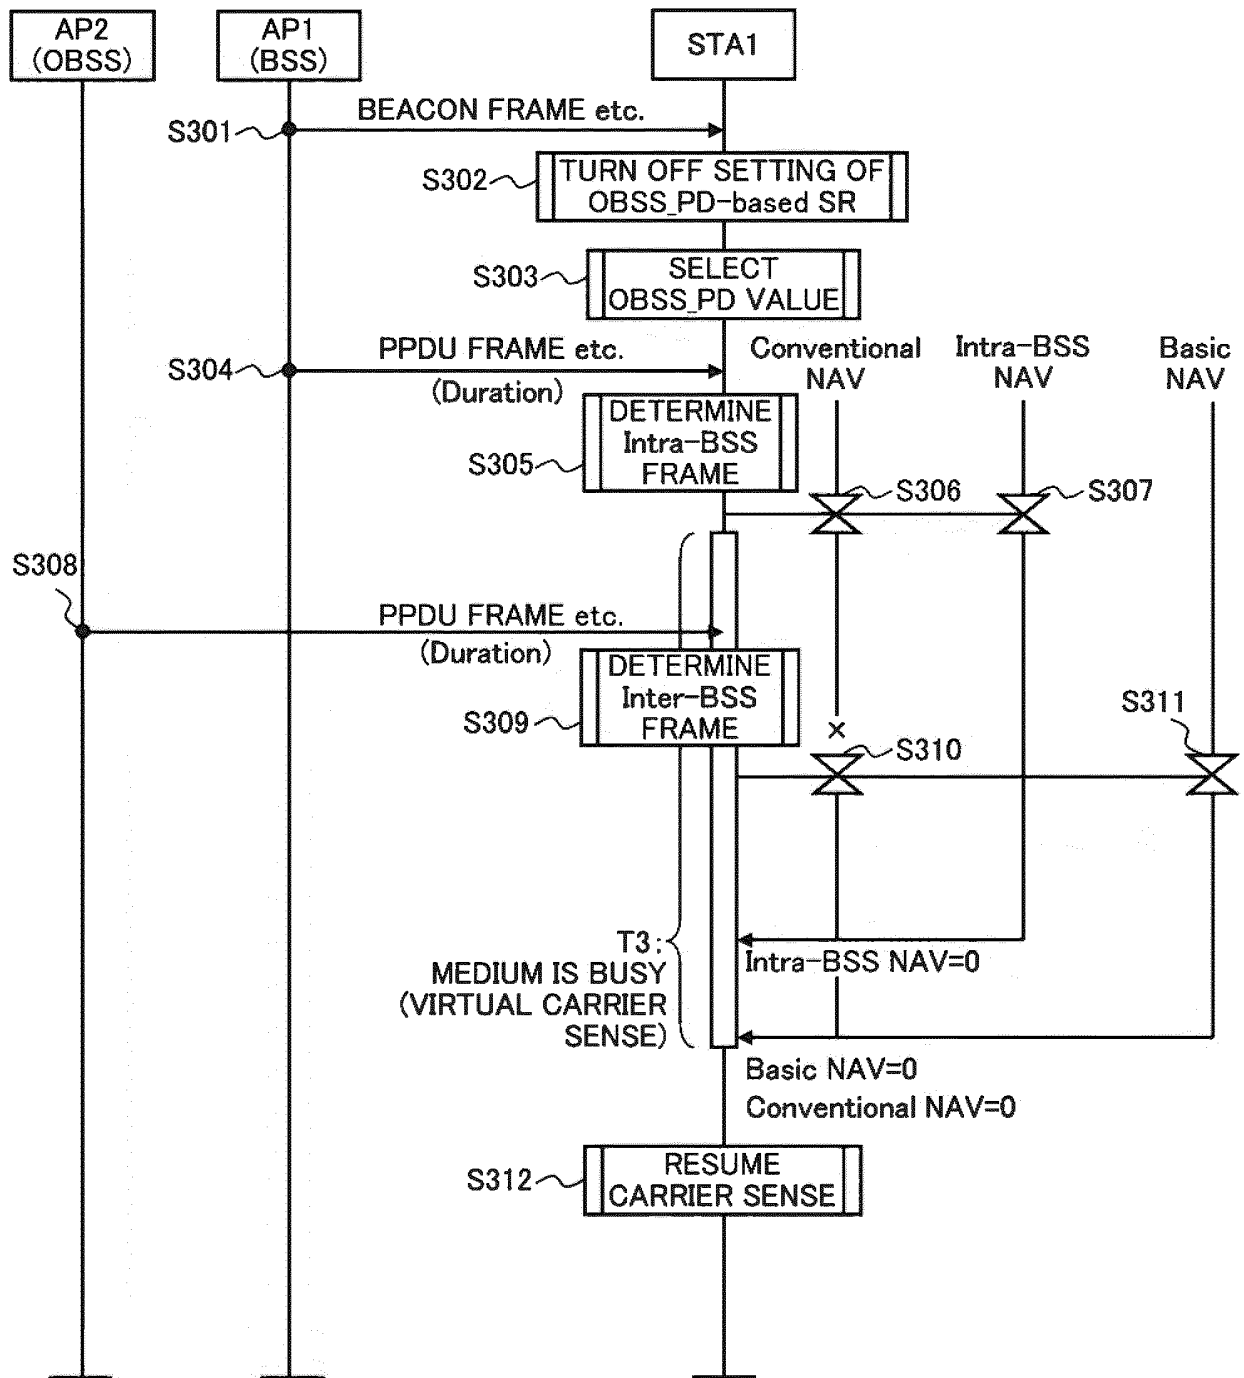 AP2
(OBSS)
AP1
(BSS)
STA1
BEACON FRAME etc.
S301
S302
TURN OFF SETTING OF
OBSS_PD-based SR
S303
SELECT
OBSS_PD VALUE
S304
PPDU FRAME etc.
(Duration)
Conventional
NAV
Intra-BSS
NAV
Basic
NAV
S305
DETERMINE
Intra-BSS
FRAME
S306
S307
S308
PPDU FRAME etc.
(Duration)
S309
DETERMINE
Inter-BSS
FRAME
×
S310
S311
T3:
MEDIUM IS BUSY
(VIRTUAL CARRIER
SENSE)
Intra-BSS NAV=0
Basic NAV=0
Conventional NAV=0
S312
RESUME
CARRIER SENSE